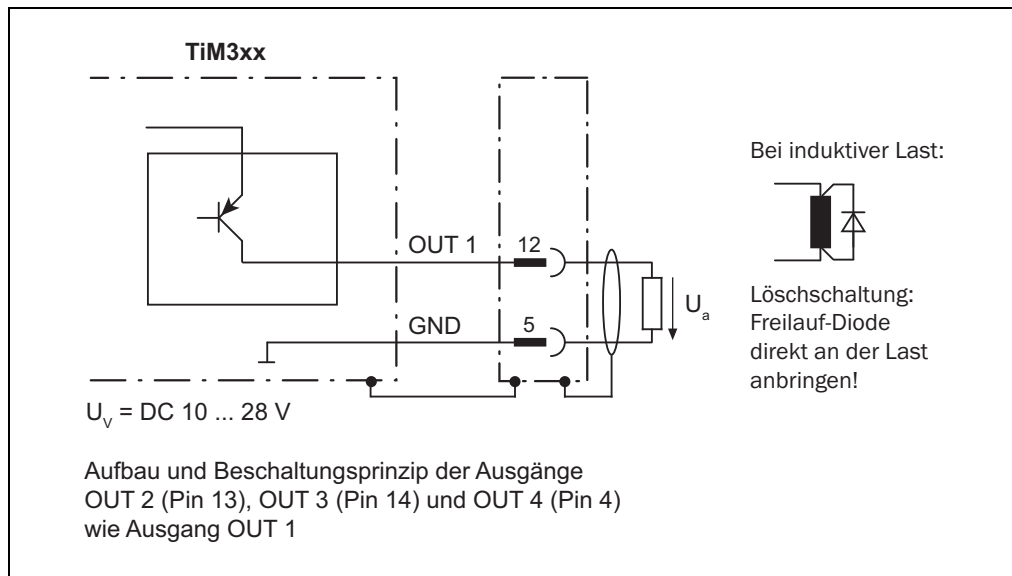 TiM3xx
Bei induktiver Last:
OUT 1
12
GND
5
Uₐ
Löschschaltung:
Freilauf-Diode
direkt an der Last
anbringen!
Uᵥ = DC 10 ... 28 V
Aufbau und Beschaltungsprinzip der Ausgänge
OUT 2 (Pin 13), OUT 3 (Pin 14) und OUT 4 (Pin 4)
wie Ausgang OUT 1